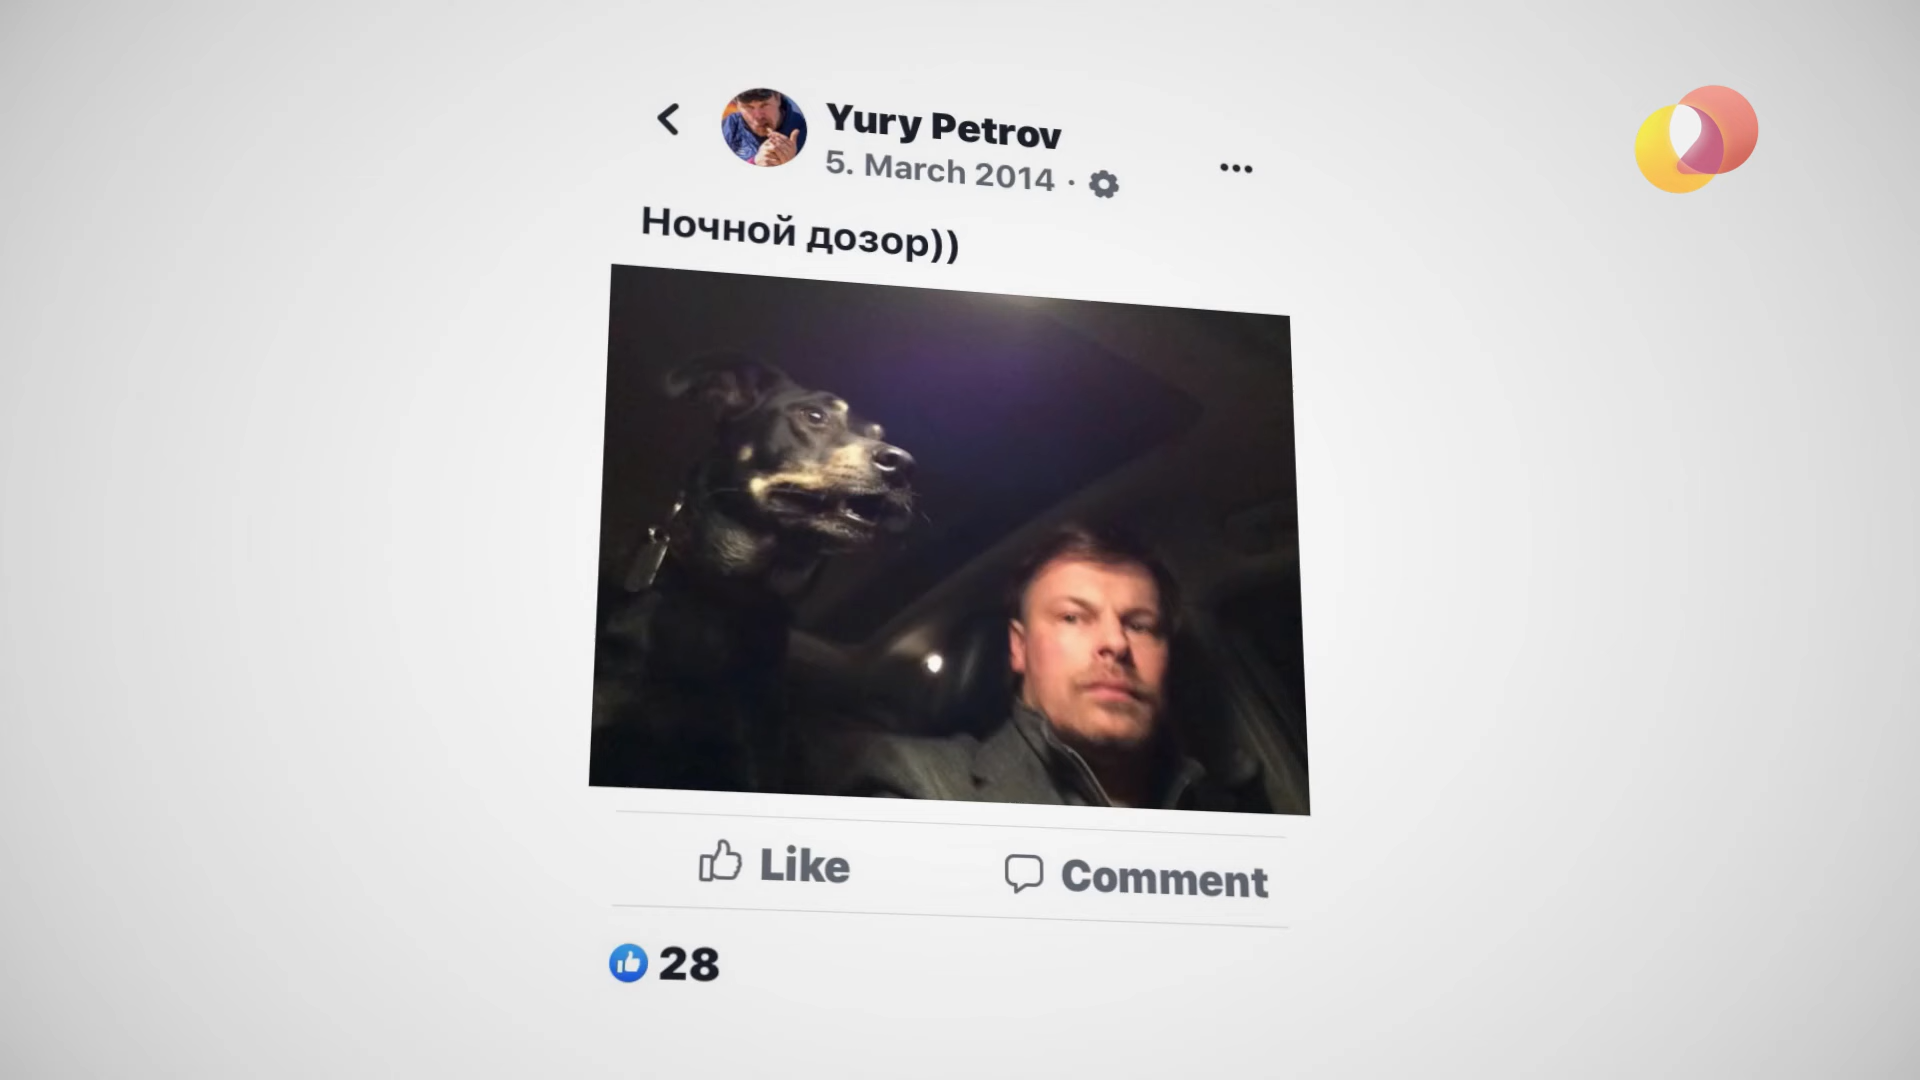 Yury Petrov
5. March 2014 ·
Ночной дозор))
Like
Comment
28